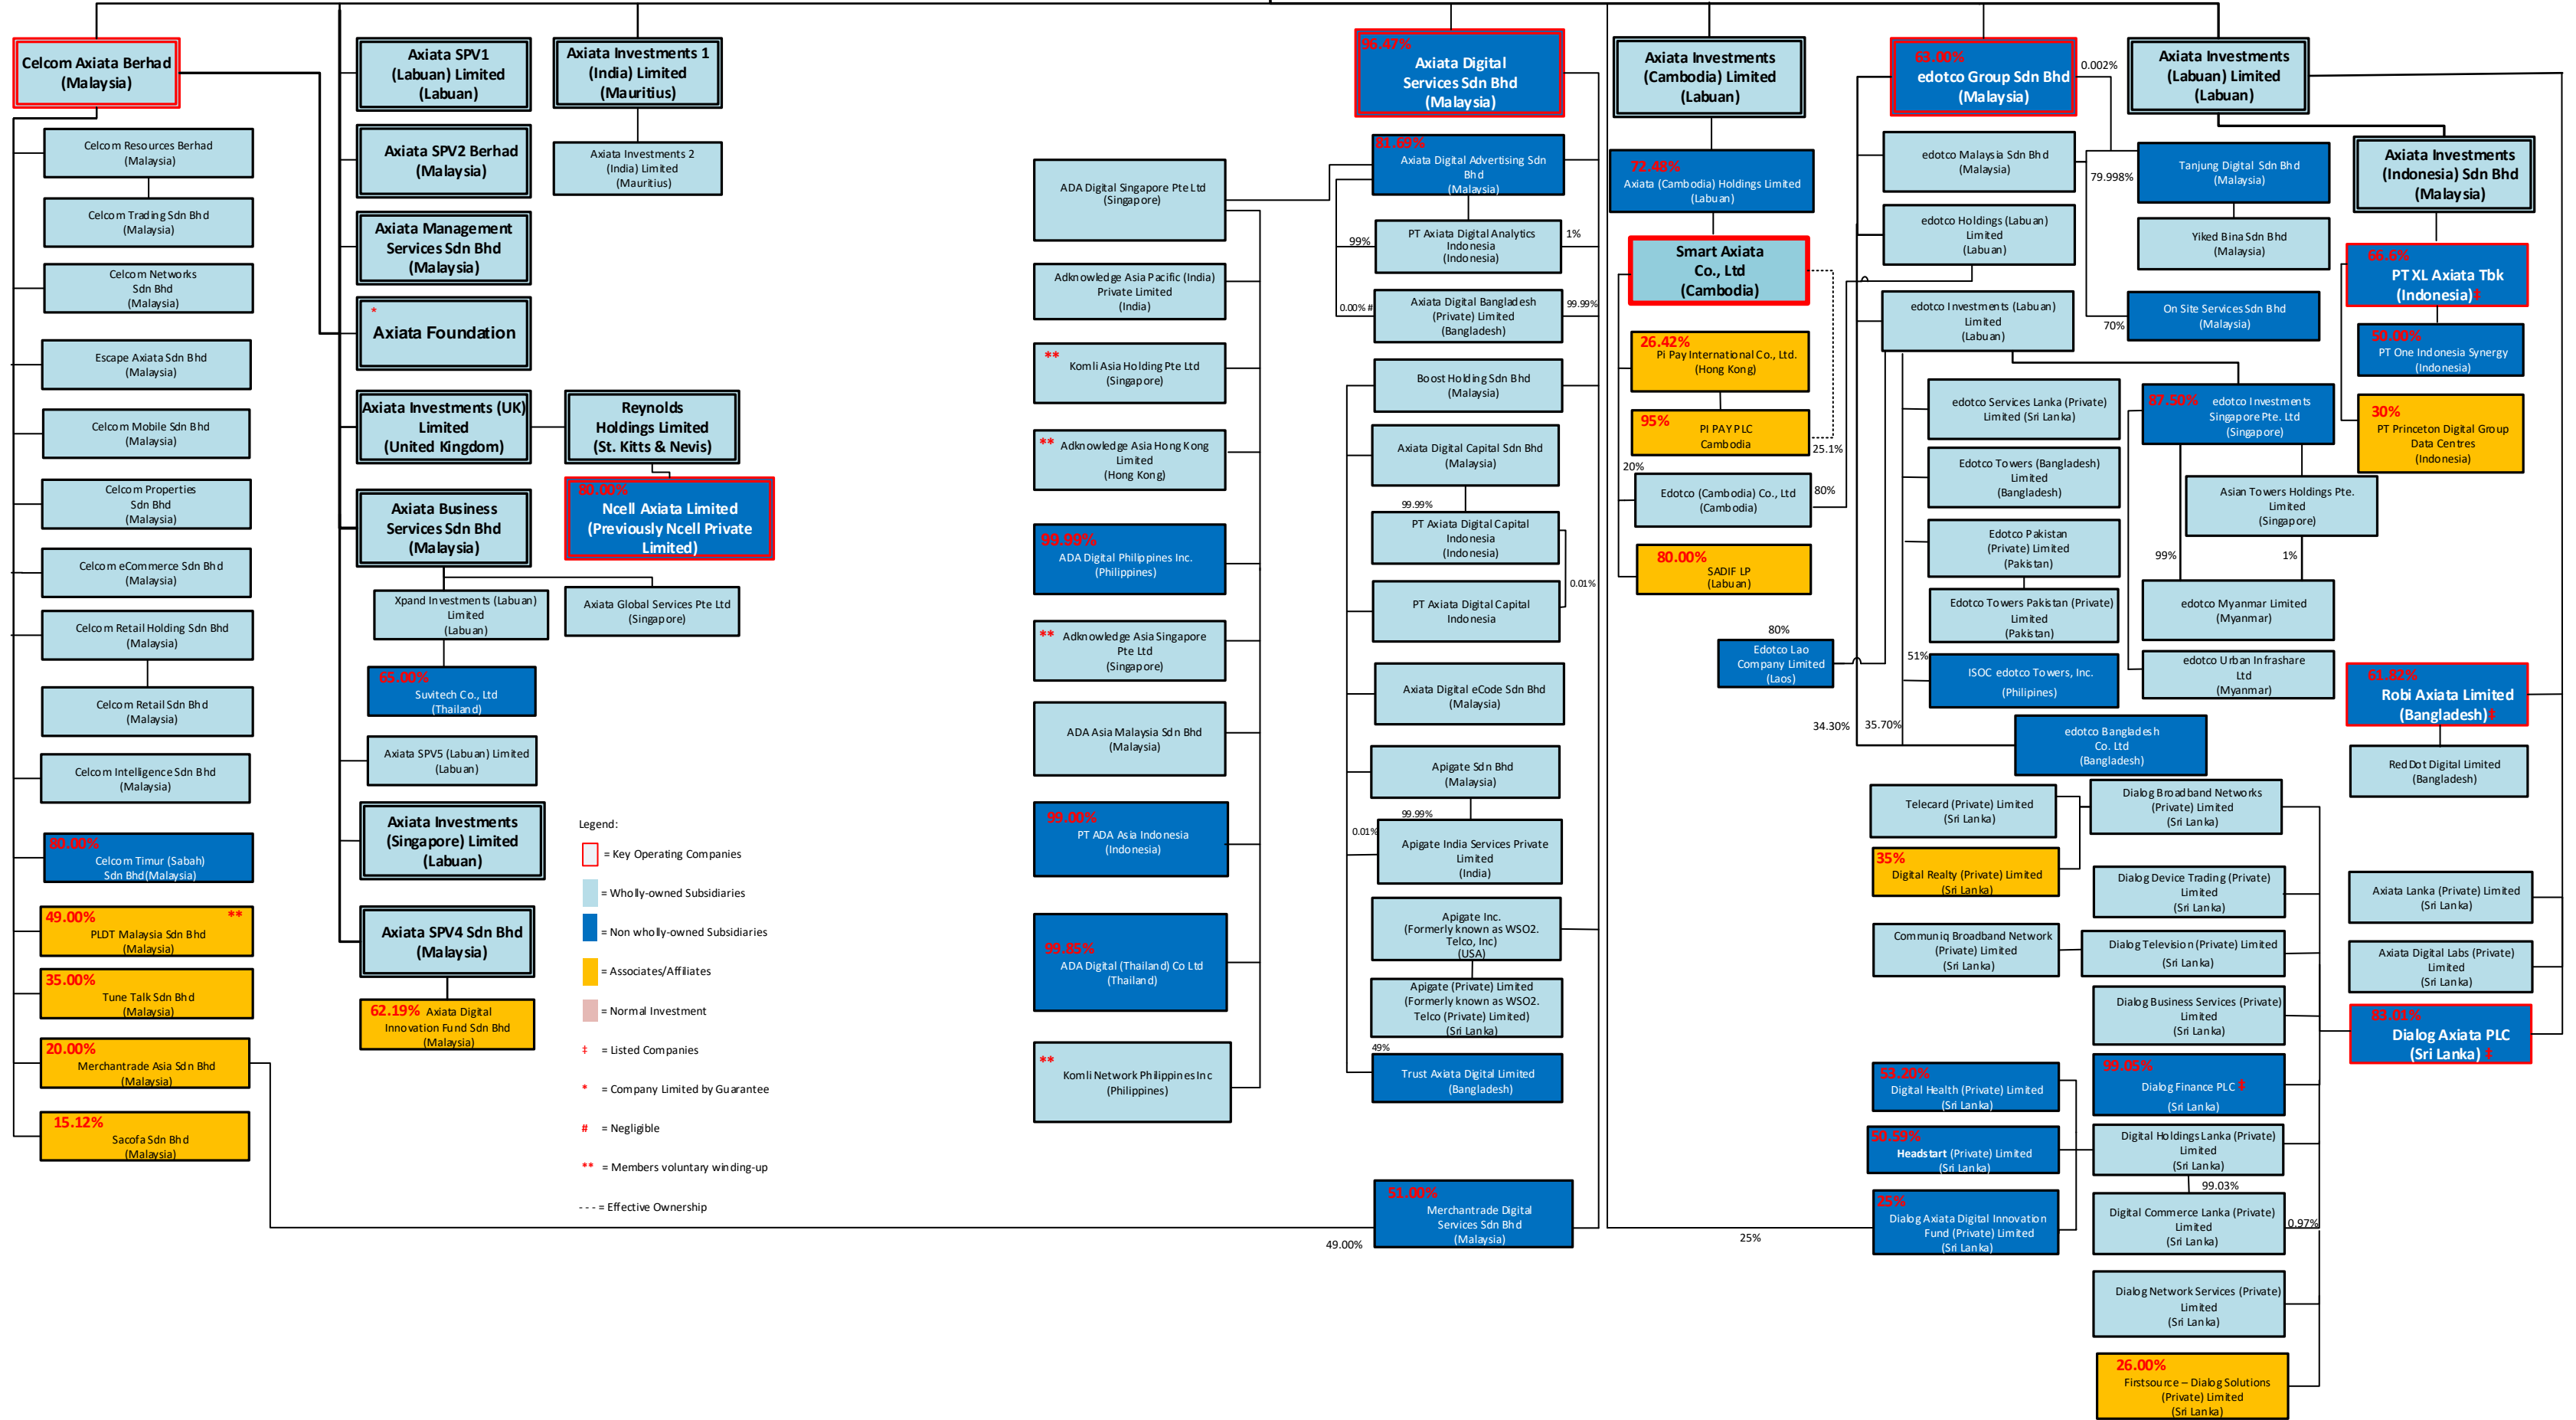 Celcom Axiata Berhad
(Malaysia)
Celcom Resources Berhad
(Malaysia)
Celcom Trading Sdn Bhd
(Malaysia)
Celcom Networks
Sdn Bhd
(Malaysia)
Escape Axiata Sdn Bhd
(Malaysia)
Celcom Mobile Sdn Bhd
(Malaysia)
Celcom Properties
Sdn Bhd
(Malaysia)
Celcom eCommerce Sdn Bhd
(Malaysia)
Celcom Retail Holding Sdn Bhd
(Malaysia)
Celcom Retail Sdn Bhd
(Malaysia)
Celcom Intelligence Sdn Bhd
(Malaysia)
80.00%
Celcom Timur (Sabah)
Sdn Bhd(Malaysia)
49.00% **
PLDT Malaysia Sdn Bhd
(Malaysia)
35.00%
Tune Talk Sdn Bhd
(Malaysia)
20.00%
Merchantrade Asia Sdn Bhd
(Malaysia)
15.12%
Sacofa Sdn Bhd
(Malaysia)
Axiata SPV1
(Labuan) Limited
(Labuan)
Axiata SPV2 Berhad
(Malaysia)
Axiata Management
Services Sdn Bhd
(Malaysia)
*
Axiata Foundation
Axiata Investments (UK)
Limited
(United Kingdom)
Axiata Business
Services Sdn Bhd
(Malaysia)
Xpand Investments (Labuan)
Limited
(Labuan)
65.00%
Suvitech Co., Ltd
(Thailand)
Axiata SPV5 (Labuan) Limited
(Labuan)
Axiata Investments
(Singapore) Limited
(Labuan)
Axiata SPV4 Sdn Bhd
(Malaysia)
62.19% Axiata Digital
Innovation Fund Sdn Bhd
(Malaysia)
Axiata Investments 1
(India) Limited
(Mauritius)
Axiata Investments 2
(India) Limited
(Mauritius)
Reynolds
Holdings Limited
(St. Kitts & Nevis)
80.00%
Ncell Axiata Limited
(Previously Ncell Private
Limited)
Axiata Global Services Pte Ltd
(Singapore)
Legend:
= Key Operating Companies
= Wholly-owned Subsidiaries
= Non wholly-owned Subsidiaries
= Associates/Affiliates
= Normal Investment
‡ = Listed Companies
* = Company Limited by Guarantee
# = Negligible
** = Members voluntary winding-up
- - - = Effective Ownership
ADA Digital Singapore Pte Ltd
(Singapore)
Adknowledge Asia Pacific (India)
Private Limited
(India)
**
Komli Asia Holding Pte Ltd
(Singapore)
** Adknowledge Asia Hong Kong
Limited
(Hong Kong)
99.99%
ADA Digital Philippines Inc.
(Philippines)
** Adknowledge Asia Singapore
Pte Ltd
(Singapore)
ADA Asia Malaysia Sdn Bhd
(Malaysia)
99.00%
PT ADA Asia Indonesia
(Indonesia)
99.85%
ADA Digital (Thailand) Co Ltd
(Thailand)
**
Komli Network Philippines Inc
(Philippines)
96.47%
Axiata Digital
Services Sdn Bhd
(Malaysia)
81.69%
Axiata Digital Advertising Sdn
Bhd
(Malaysia)
99%
PT Axiata Digital Analytics
Indonesia
(Indonesia)
1%
0.00% #
Axiata Digital Bangladesh
(Private) Limited
(Bangladesh)
99.99%
Boost Holding Sdn Bhd
(Malaysia)
Axiata Digital Capital Sdn Bhd
(Malaysia)
99.99%
PT Axiata Digital Capital
Indonesia
(Indonesia)
0.01%
PT Axiata Digital Capital
Indonesia
Axiata Digital eCode Sdn Bhd
(Malaysia)
Apigate Sdn Bhd
(Malaysia)
99.99%
0.01%
Apigate India Services Private
Limited
(India)
Apigate Inc.
(Formerly known as WSO2.
Telco, Inc)
(USA)
Apigate (Private) Limited
(Formerly known as WSO2.
Telco (Private) Limited)
(Sri Lanka)
49%
Trust Axiata Digital Limited
(Bangladesh)
51.00%
Merchantrade Digital
Services Sdn Bhd
(Malaysia)
49.00%
Axiata Investments
(Cambodia) Limited
(Labuan)
72.48%
Axiata (Cambodia) Holdings Limited
(Labuan)
Smart Axiata
Co., Ltd
(Cambodia)
26.42%
Pi Pay International Co., Ltd.
(Hong Kong)
95%
PI PAY PLC
Cambodia
25.1%
20%
Edotco (Cambodia) Co., Ltd
(Cambodia)
80%
80.00%
SADIF LP
(Labuan)
80%
Edotco Lao
Company Limited
(Laos)
25%
63.00%
edotco Group Sdn Bhd
(Malaysia)
0.002%
edotco Malaysia Sdn Bhd
(Malaysia)
79.998%
Tanjung Digital Sdn Bhd
(Malaysia)
Yiked Bina Sdn Bhd
(Malaysia)
70%
On Site Services Sdn Bhd
(Malaysia)
edotco Holdings (Labuan)
Limited
(Labuan)
edotco Investments (Labuan)
Limited
(Labuan)
edotco Services Lanka (Private)
Limited (Sri Lanka)
Edotco Towers (Bangladesh)
Limited
(Bangladesh)
Edotco Pakistan
(Private) Limited
(Pakistan)
Edotco Towers Pakistan (Private)
Limited
(Pakistan)
51%
ISOC edotco Towers, Inc.
(Philipines)
34.30%
35.70%
edotco Bangladesh
Co. Ltd
(Bangladesh)
87.50% edotco Investments
Singapore Pte. Ltd
(Singapore)
Asian Towers Holdings Pte.
Limited
(Singapore)
99%
1%
edotco Myanmar Limited
(Myanmar)
edotco Urban Infrashare
Ltd
(Myanmar)
Axiata Investments
(Labuan) Limited
(Labuan)
Axiata Investments
(Indonesia) Sdn Bhd
(Malaysia)
66.6%
PT XL Axiata Tbk
(Indonesia)‡
50.00%
PT One Indonesia Synergy
(Indonesia)
30%
PT Princeton Digital Group
Data Centres
(Indonesia)
61.82%
Robi Axiata Limited
(Bangladesh)‡
RedDot Digital Limited
(Bangladesh)
Axiata Lanka (Private) Limited
(Sri Lanka)
Axiata Digital Labs (Private)
Limited
(Sri Lanka)
83.01%
Dialog Axiata PLC
(Sri Lanka) ‡
Telecard (Private) Limited
(Sri Lanka)
Dialog Broadband Networks
(Private) Limited
(Sri Lanka)
35%
Digital Realty (Private) Limited
(Sri Lanka)
Dialog Device Trading (Private)
Limited
(Sri Lanka)
Communiq Broadband Network
(Private) Limited
(Sri Lanka)
Dialog Television (Private) Limited
(Sri Lanka)
Dialog Business Services (Private)
Limited
(Sri Lanka)
53.20%
Digital Health (Private) Limited
(Sri Lanka)
99.05%
Dialog Finance PLC ‡
(Sri Lanka)
50.59%
Headstart (Private) Limited
(Sri Lanka)
Digital Holdings Lanka (Private)
Limited
(Sri Lanka)
99.03%
25%
Dialog Axiata Digital Innovation
Fund (Private) Limited
(Sri Lanka)
Digital Commerce Lanka (Private)
Limited
(Sri Lanka)
0.97%
Dialog Network Services (Private)
Limited
(Sri Lanka)
26.00%
Firstsource – Dialog Solutions
(Private) Limited
(Sri Lanka)